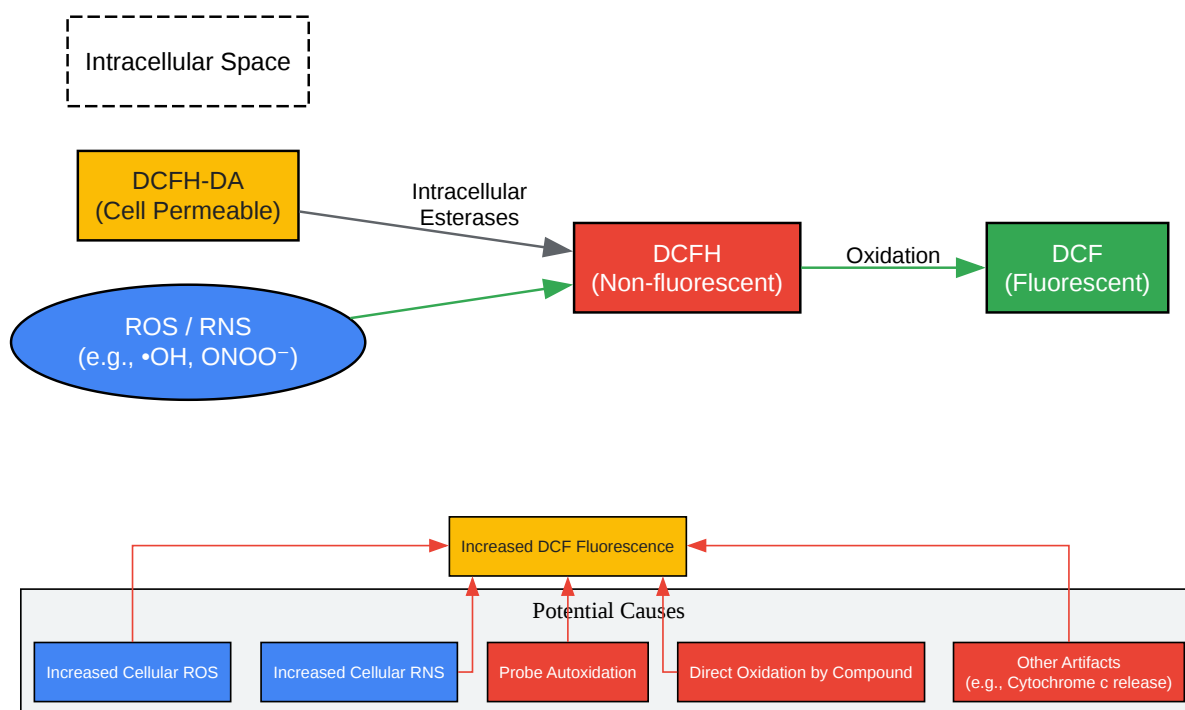 Intracellular Space
DCFH-DA
(Cell Permeable)
Intracellular
Esterases
DCFH
(Non-fluorescent)
Oxidation
DCF
(Fluorescent)
ROS / RNS
(e.g., •OH, ONOO⁻)
Increased DCF Fluorescence
Potential Causes
Increased Cellular ROS
Increased Cellular RNS
Probe Autoxidation
Direct Oxidation by Compound
Other Artifacts
(e.g., Cytochrome c release)